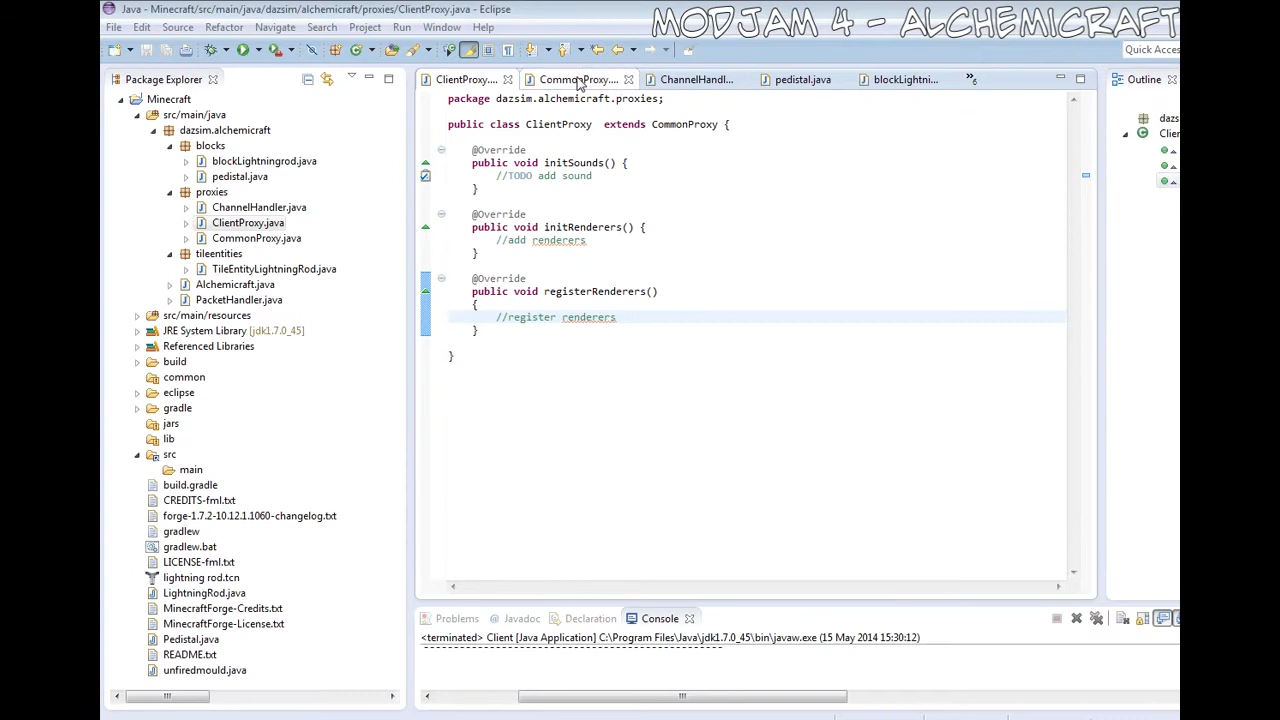 Java - Minecraft/src/main/java/dazsim/alchemicraft/proxies/ClientProxy.java - Eclipse
MODJAM 4 - ALCHEMICRAFT
File Edit Source Refactor Navigate Search Project Run Window Help
Quick Acces
Package Explorer
ClientProxy....
CommonProxy....
ChannelHandl...
pedistal.java
blockLightni...
»6
Outline
Minecraft
src/main/java
dazsim.alchemicraft
blocks
blockLightningrod.java
pedistal.java
proxies
ChannelHandler.java
ClientProxy.java
CommonProxy.java
tileentities
TileEntityLightningRod.java
Alchemicraft.java
PacketHandler.java
src/main/resources
JRE System Library [jdk1.7.0_45]
Referenced Libraries
build
common
eclipse
gradle
jars
lib
src
main
build.gradle
CREDITS-fml.txt
forge-1.7.2-10.12.1.1060-changelog.txt
gradlew
gradlew.bat
LICENSE-fml.txt
lightning rod.tcn
LightningRod.java
MinecraftForge-Credits.txt
MinecraftForge-License.txt
Pedistal.java
README.txt
unfiredmould.java
package dazsim.alchemicraft.proxies;
public class ClientProxy  extends CommonProxy {
@Override
public void initSounds() {
//TODO add sound
}
@Override
public void initRenderers() {
//add renderers
}
@Override
public void registerRenderers()
{
//register renderers
}
}
dazs
Clie
Problems
Javadoc
Declaration
Console
<terminated> Client [Java Application] C:\Program Files\Java\jdk1.7.0_45\bin\javaw.exe (15 May 2014 15:30:12)